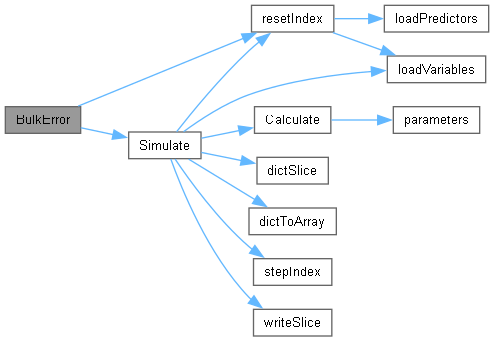 BulkError
Simulate
resetIndex
loadPredictors
loadVariables
Calculate
parameters
dictSlice
dictToArray
stepIndex
writeSlice